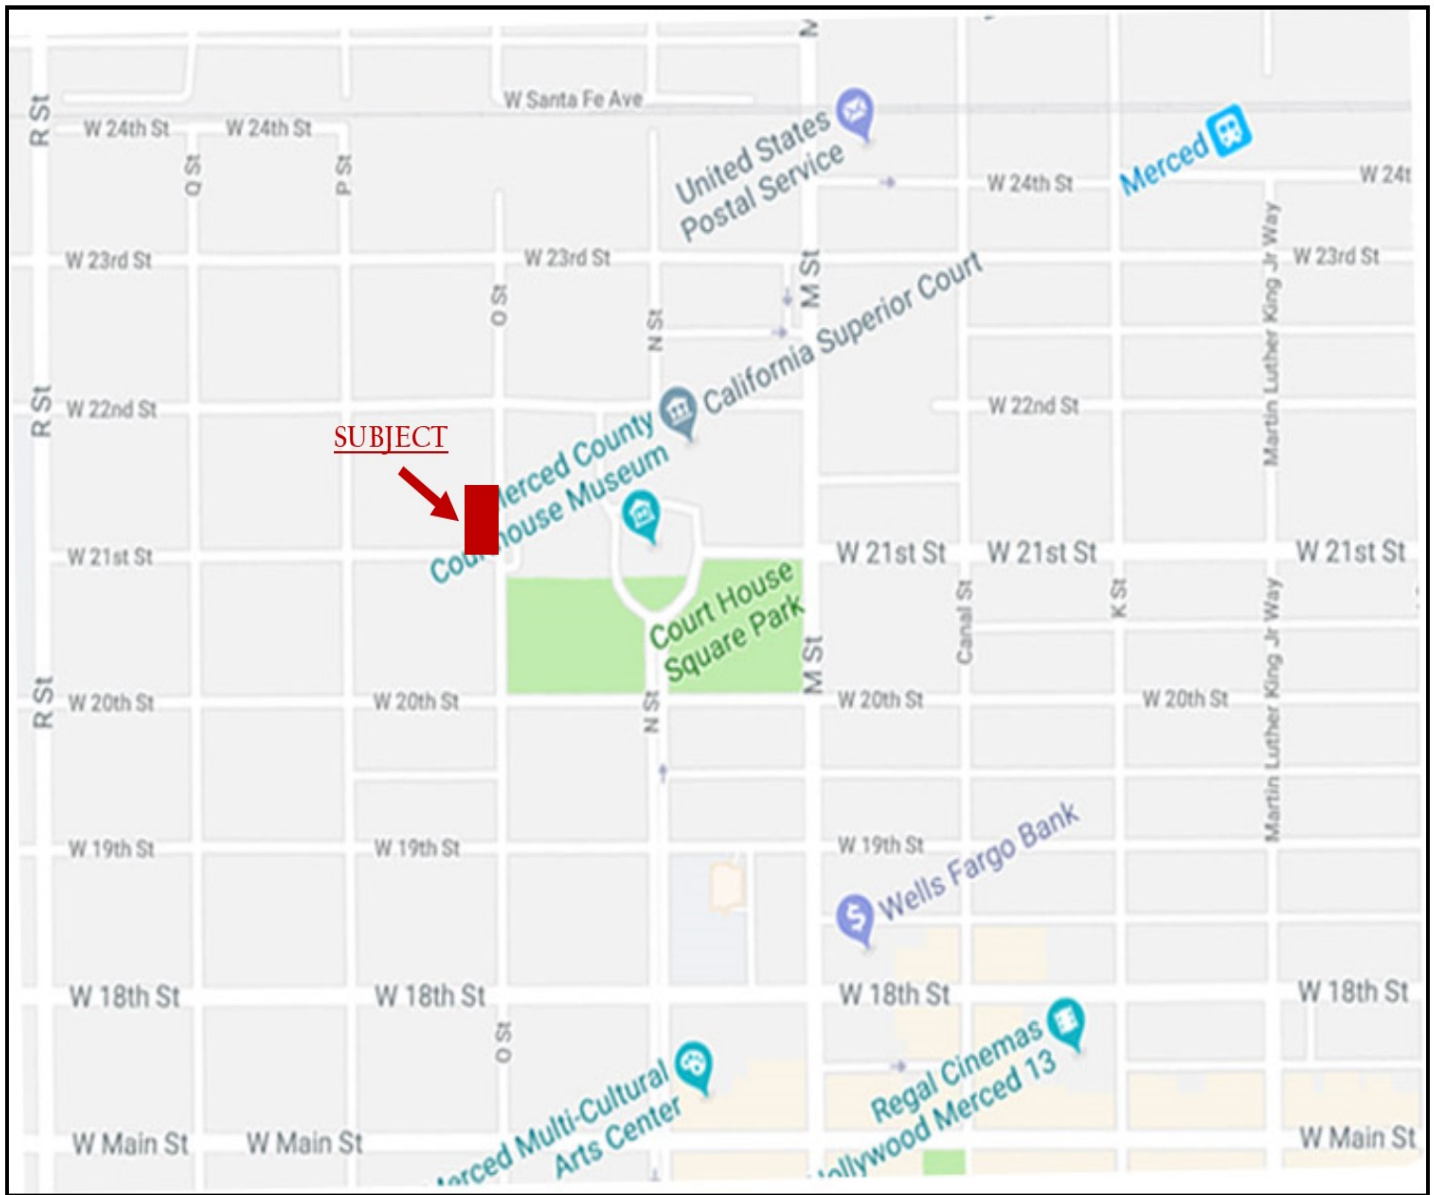 M
W Santa Fe Ave
R St
W 24th St
W 24th St
Q St
P St
United States
Postal Service
Merced
W 24th St
W 24t
W 23rd St
W 23rd St
W 23rd St
O St
N St
M St
Martin Luther King Jr Way
California Superior Court
R St
W 22nd St
W 22nd St
SUBJECT
erced County
Cou house Museum
W 21st St
W 21st St
W 21st St
W 21st St
Court House
Square Park
Canal St
K St
Martin Luther King Jr Way
M St
R St
W 20th St
W 20th St
N St
W 20th St
W 20th St
W 19th St
W 19th St
W 19th St
Wells Fargo Bank
W 18th St
W 18th St
W 18th St
W 18th St
O St
Regal Cinemas
ollywood Merced 13
erced Multi-Cultural
Arts Center
W Main St
W Main St
W Main St